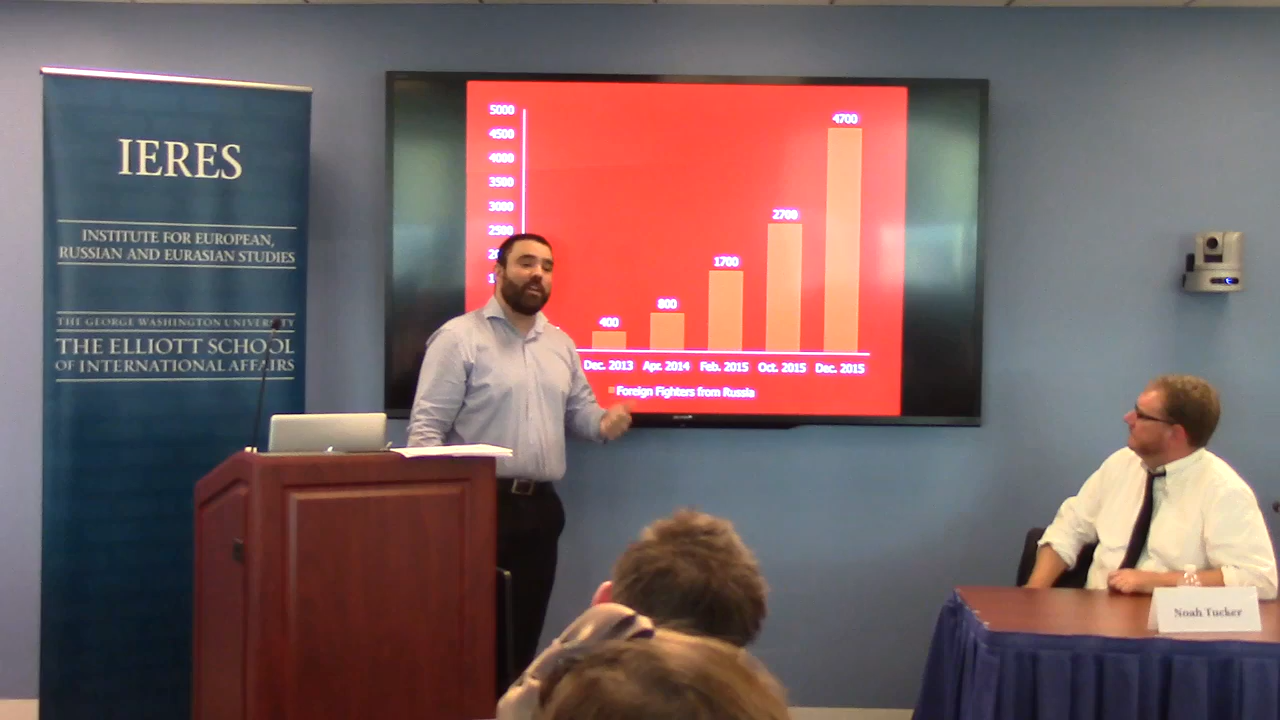 IERES
INSTITUTE FOR EUROPEAN,
RUSSIAN AND EURASIAN STUDIES
THE GEORGE WASHINGTON UNIVERSITY
THE ELLIOTT SCHOOL
OF INTERNATIONAL AFFAIRS
5000
4500
4000
3500
3000
2500
400
800
1700
2700
4700
Dec. 2013 Apr. 2014 Feb. 2015 Oct. 2015 Dec. 2015
Foreign Fighters from Russia
Noah Tucker